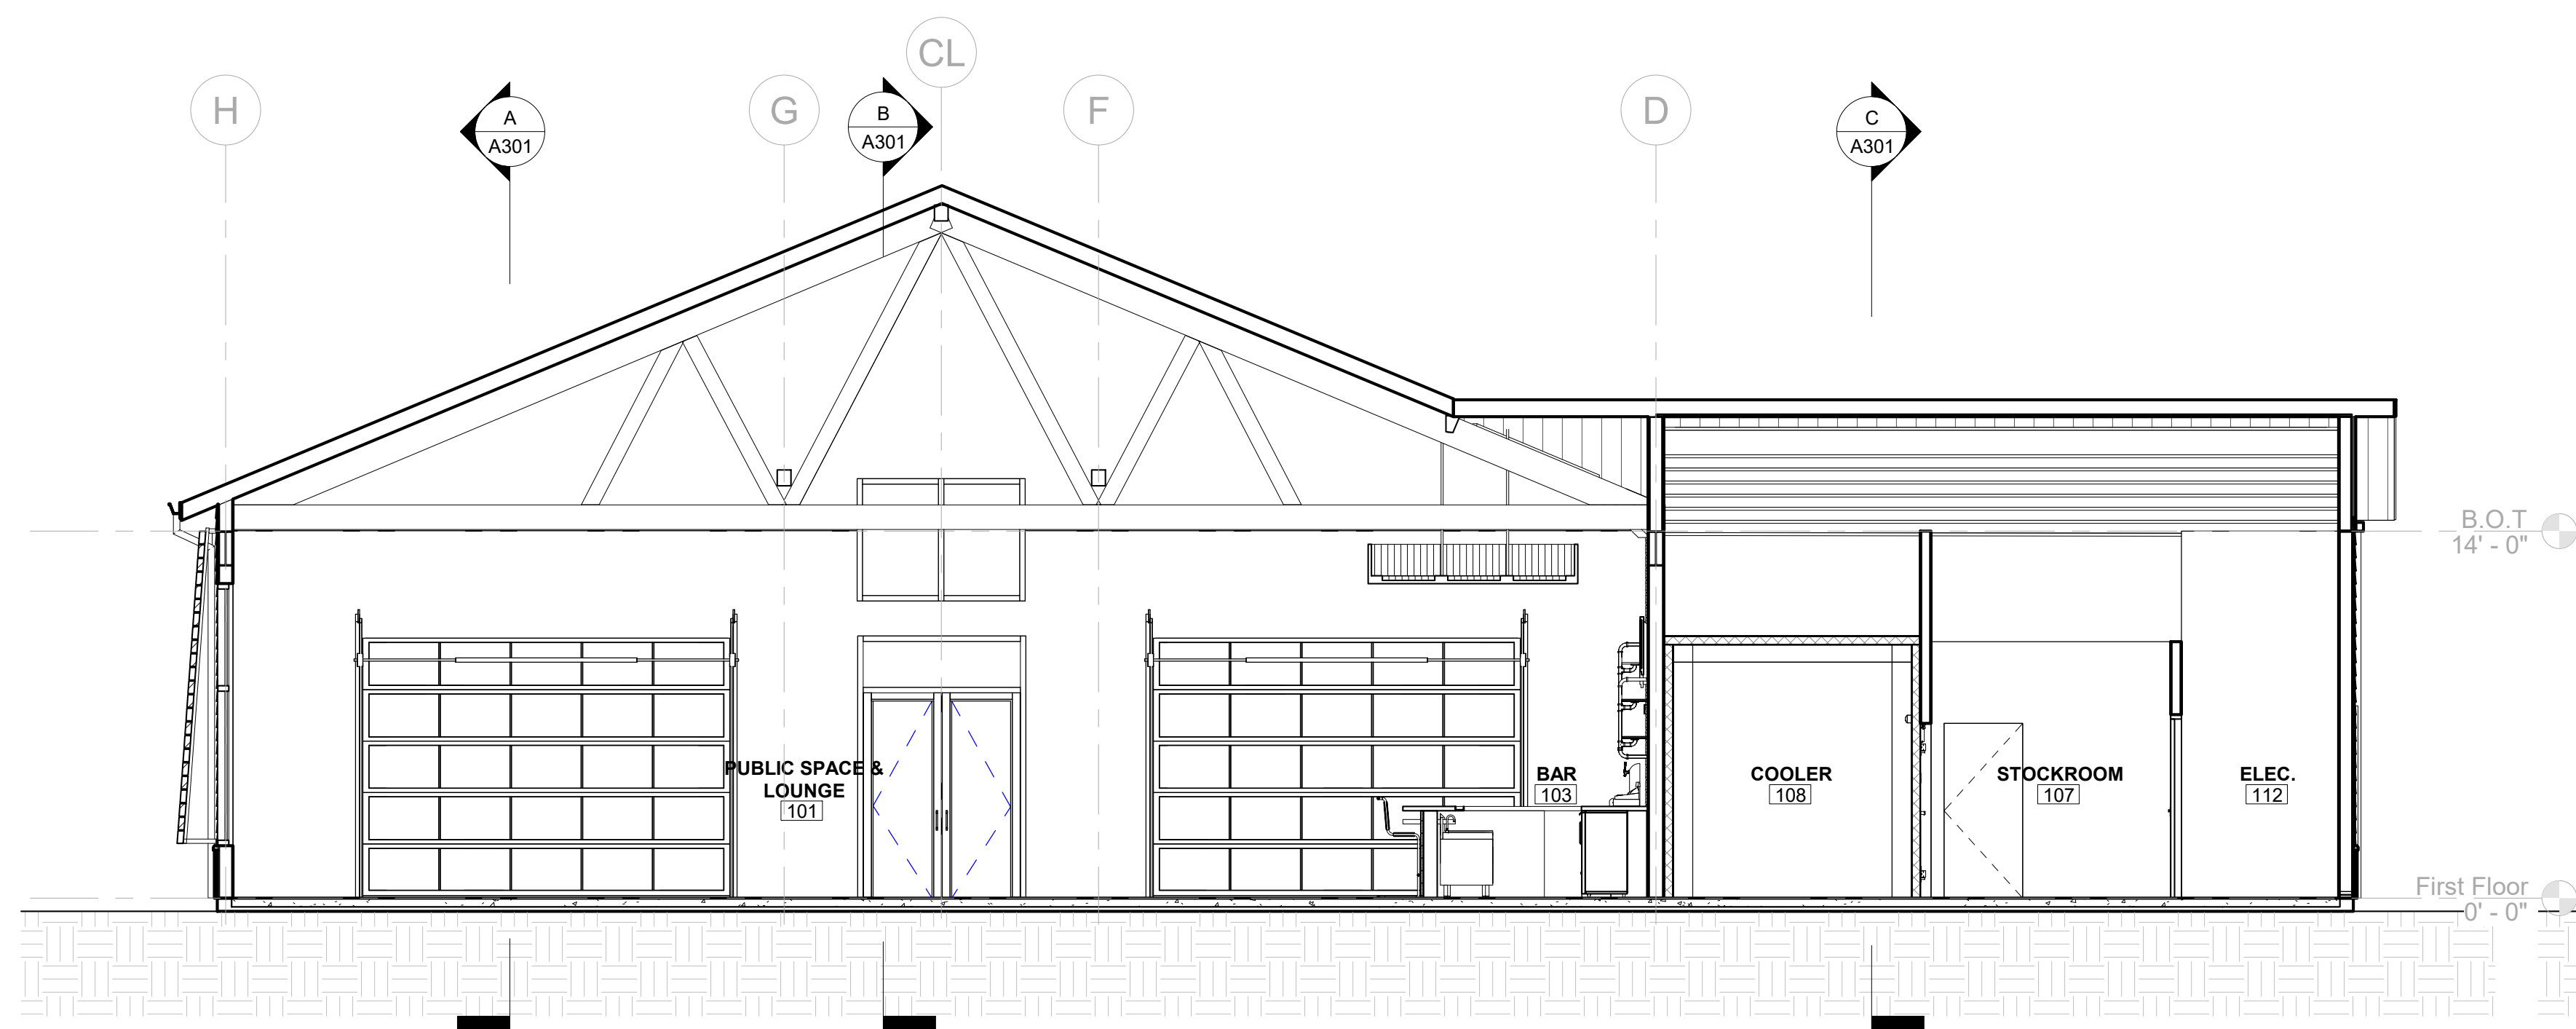 CL
H
A
A301
G
B
A301
F
D
C
A301
B.O.T
14' - 0"
PUBLIC SPACE &
LOUNGE
101
BAR
103
COOLER
108
STOCKROOM
107
ELEC.
112
First Floor
0' - 0"